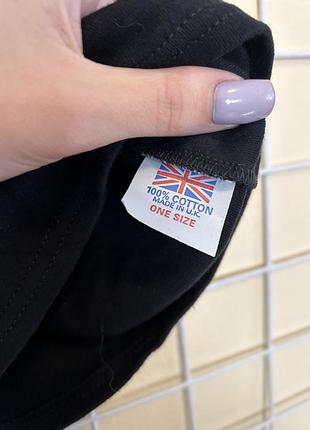 100% COTTON
MADE IN U.K.
ONE SIZE